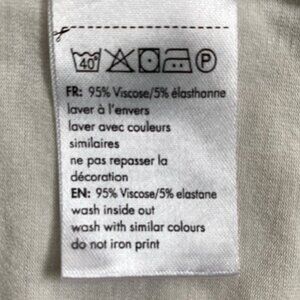 40°
P
FR: 95% Viscose/5% élasthanne
laver à l'envers
laver avec couleurs
similaires
ne pas repasser la
décoration
EN: 95% Viscose/5% elastane
wash inside out
wash with similar colours
do not iron print